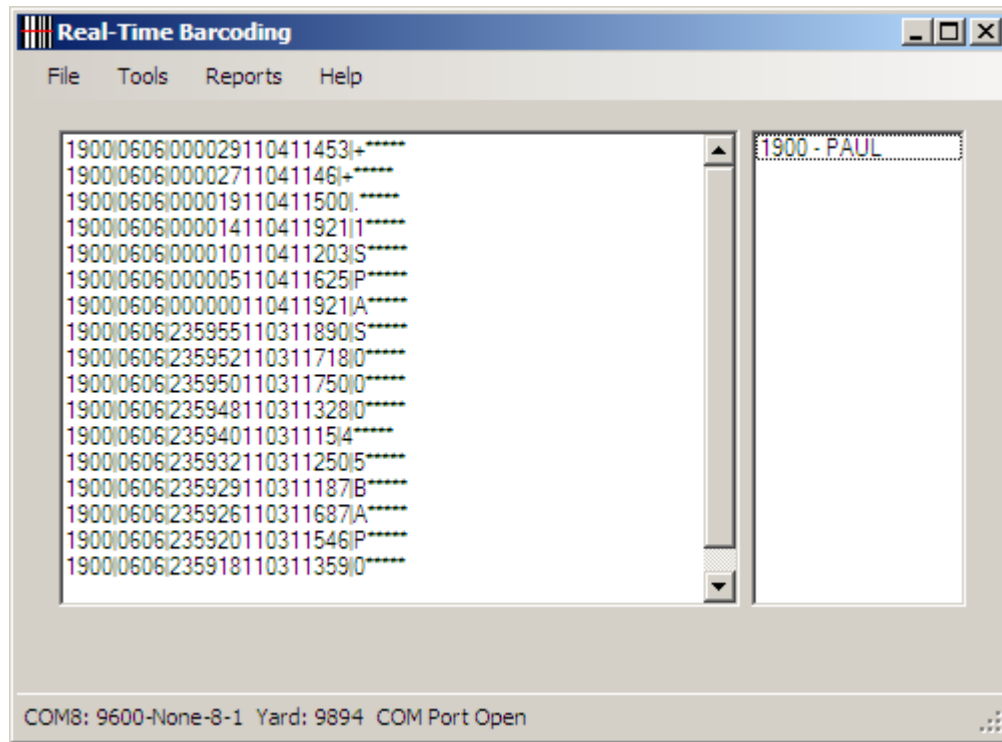 Real-Time Barcoding
File Tools Reports Help
1900|0606|000029110411453|+*****
1900|0606|00002711041146|+*****
1900|0606|000019110411500|.*****
1900|0606|000014110411921|1*****
1900|0606|000010110411203|S*****
1900|0606|000005110411625|P*****
1900|0606|000000110411921|A*****
1900|0606|235955110311890|S*****
1900|0606|235952110311718|0*****
1900|0606|235950110311750|0*****
1900|0606|235948110311328|0*****
1900|0606|23594011031115|4*****
1900|0606|235932110311250|5*****
1900|0606|235929110311187|B*****
1900|0606|235926110311687|A*****
1900|0606|235920110311546|P*****
1900|0606|235918110311359|0*****
1900 - PAUL
COM8: 9600-None-8-1 Yard: 9894 COM Port Open